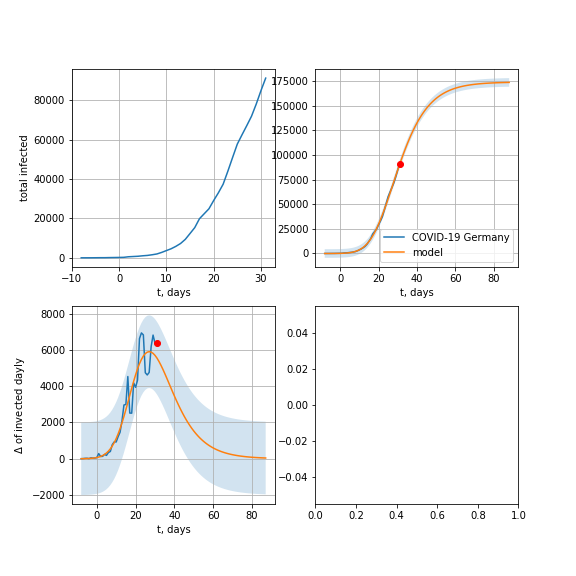 80000
60000
40000
20000
0
−10 0 10 20 30
total infected
t, days
175000
150000
125000
100000
75000
50000
25000
0
0 20 40 60 80
t, days
COVID-19 Germany
model
8000
6000
4000
2000
0
−2000
0 20 40 60 80
Δ of invected dayly
t, days
0.04
0.02
0.00
−0.02
−0.04
0.0 0.2 0.4 0.6 0.8 1.0